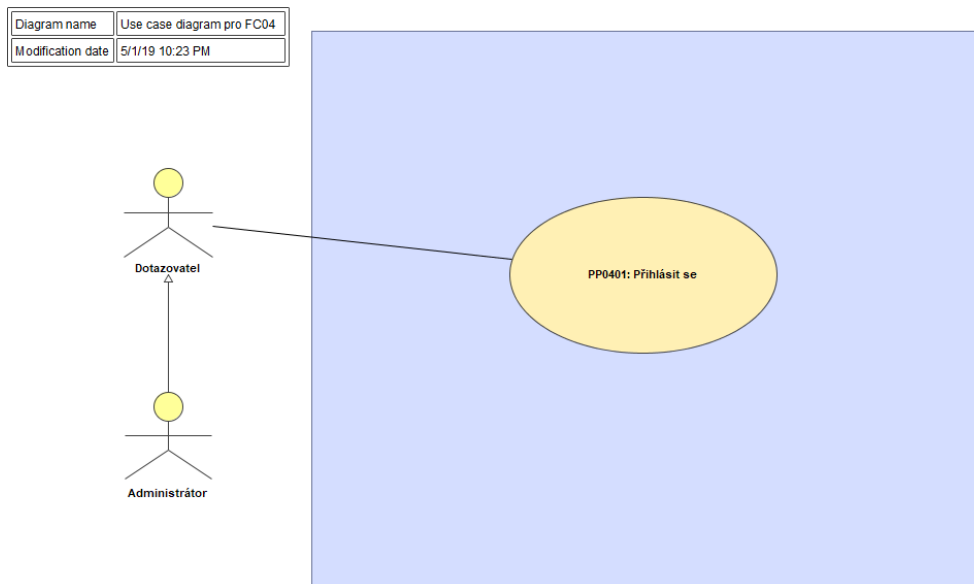 Diagram name Use case diagram pro FC04
Modification date 5/1/19 10:23 PM
Dotazovatel
PP0401: Přihlásit se
Administrátor